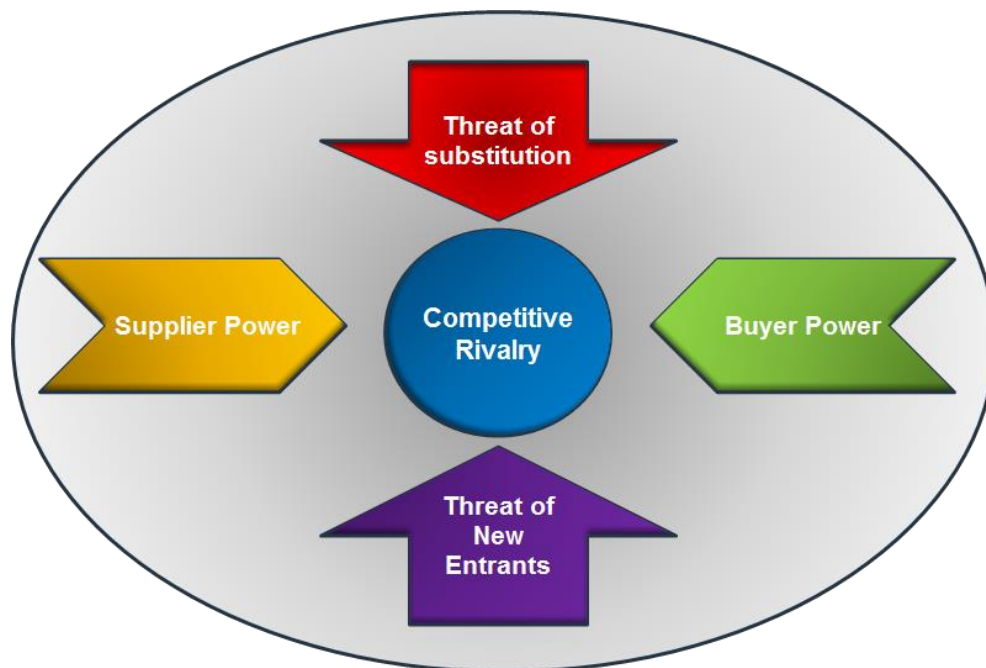 Threat of
substitution
Supplier Power
Competitive
Rivalry
Buyer Power
Threat of
New
Entrants